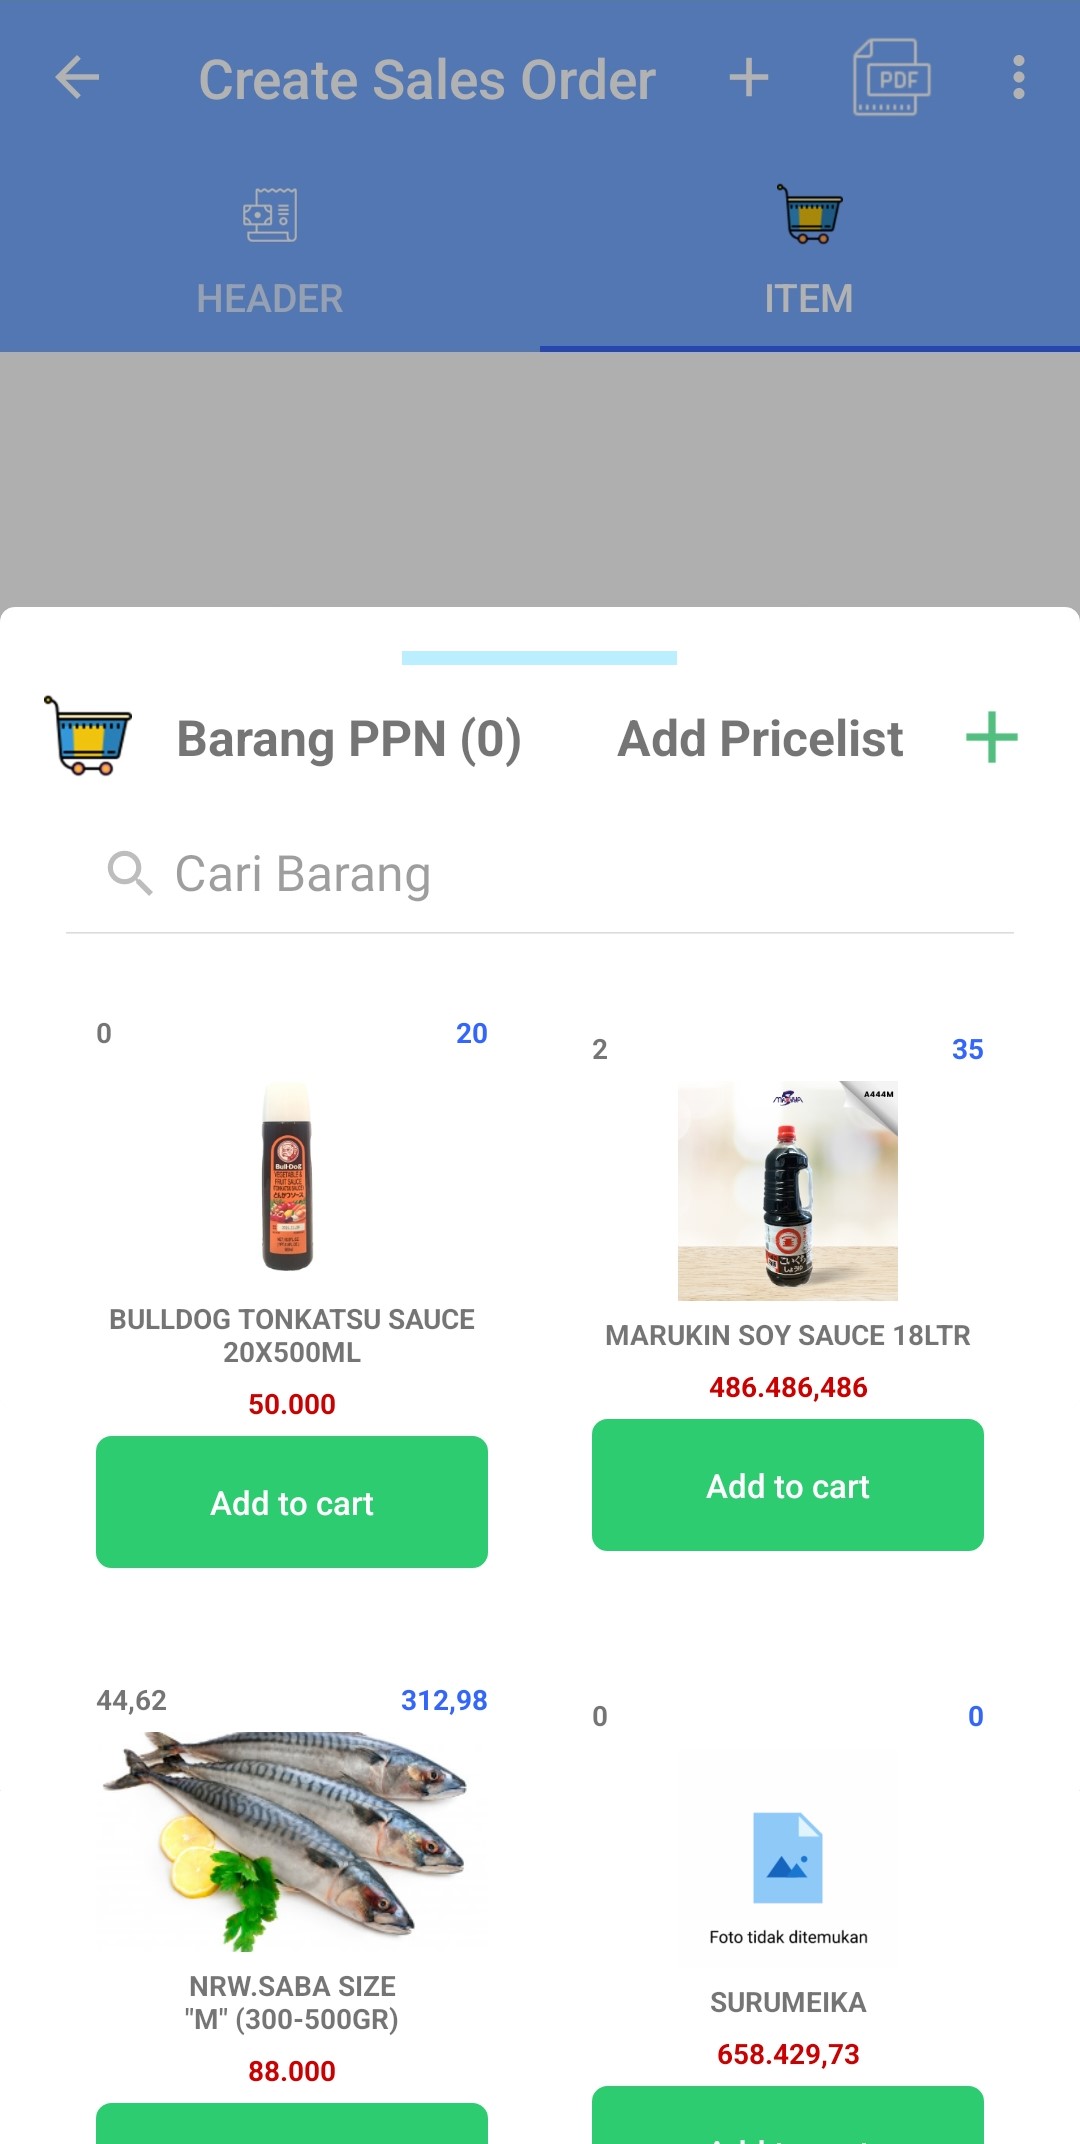 Create Sales Order
PDF
HEADER
ITEM
Barang PPN (0)
Add Pricelist
Cari Barang
0
20
Bull-Dog
BULLDOG TONKATSU SAUCE
20X500ML
50.000
Add to cart
2
35
A444M
MARUKIN SOY SAUCE 18LTR
486.486,486
Add to cart
44,62
312,98
NRW.SABA SIZE
"M" (300-500GR)
88.000
0
0
Foto tidak ditemukan
SURUMEIKA
658.429,73